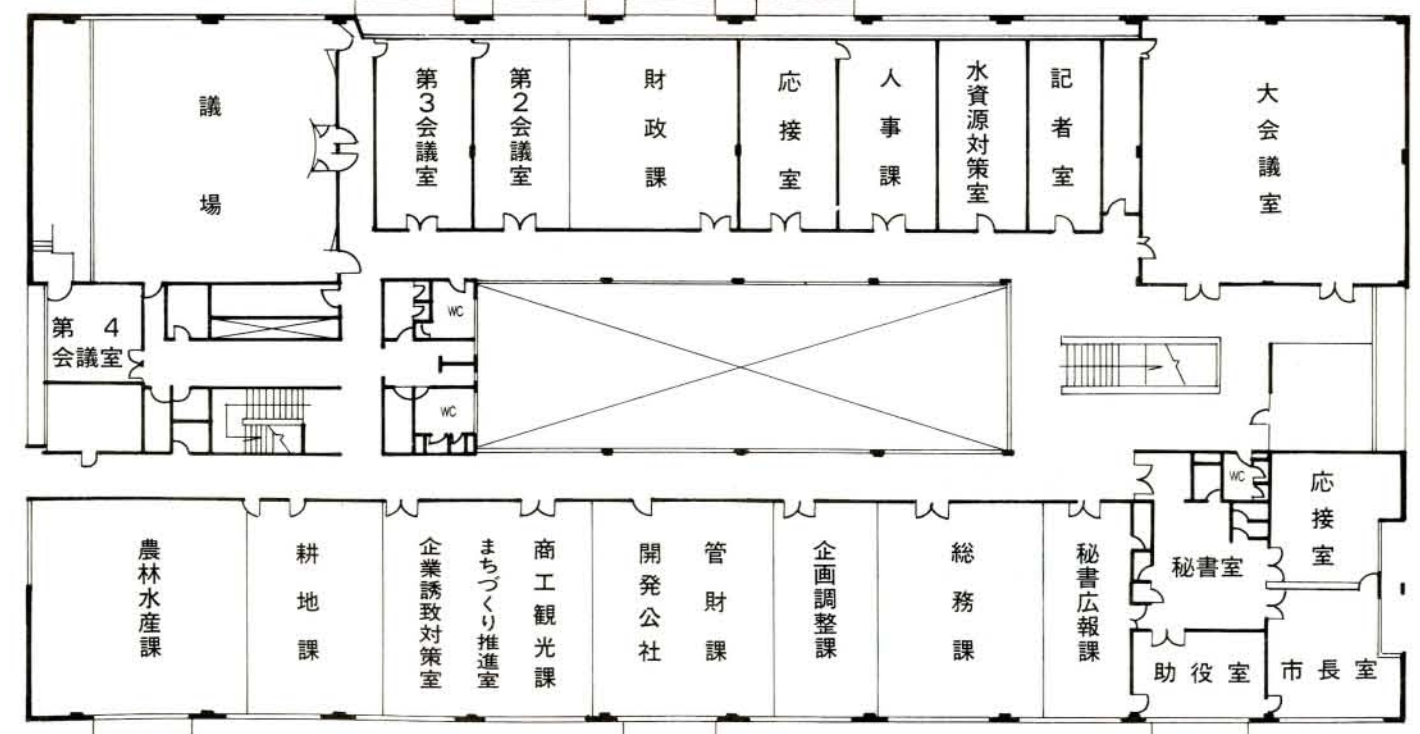 議場
第3会議室
第2会議室
財政課
応接室
人事課
水資源対策室
記者室
大会議室
第4
会議室
WC
WC
農林水産課
耕地課
企業誘致対策室
まちづくり推進室
商工観光課
開発公社
管財課
企画調整課
総務課
秘書広報課
WC
秘書室
応接室
助役室
市長室